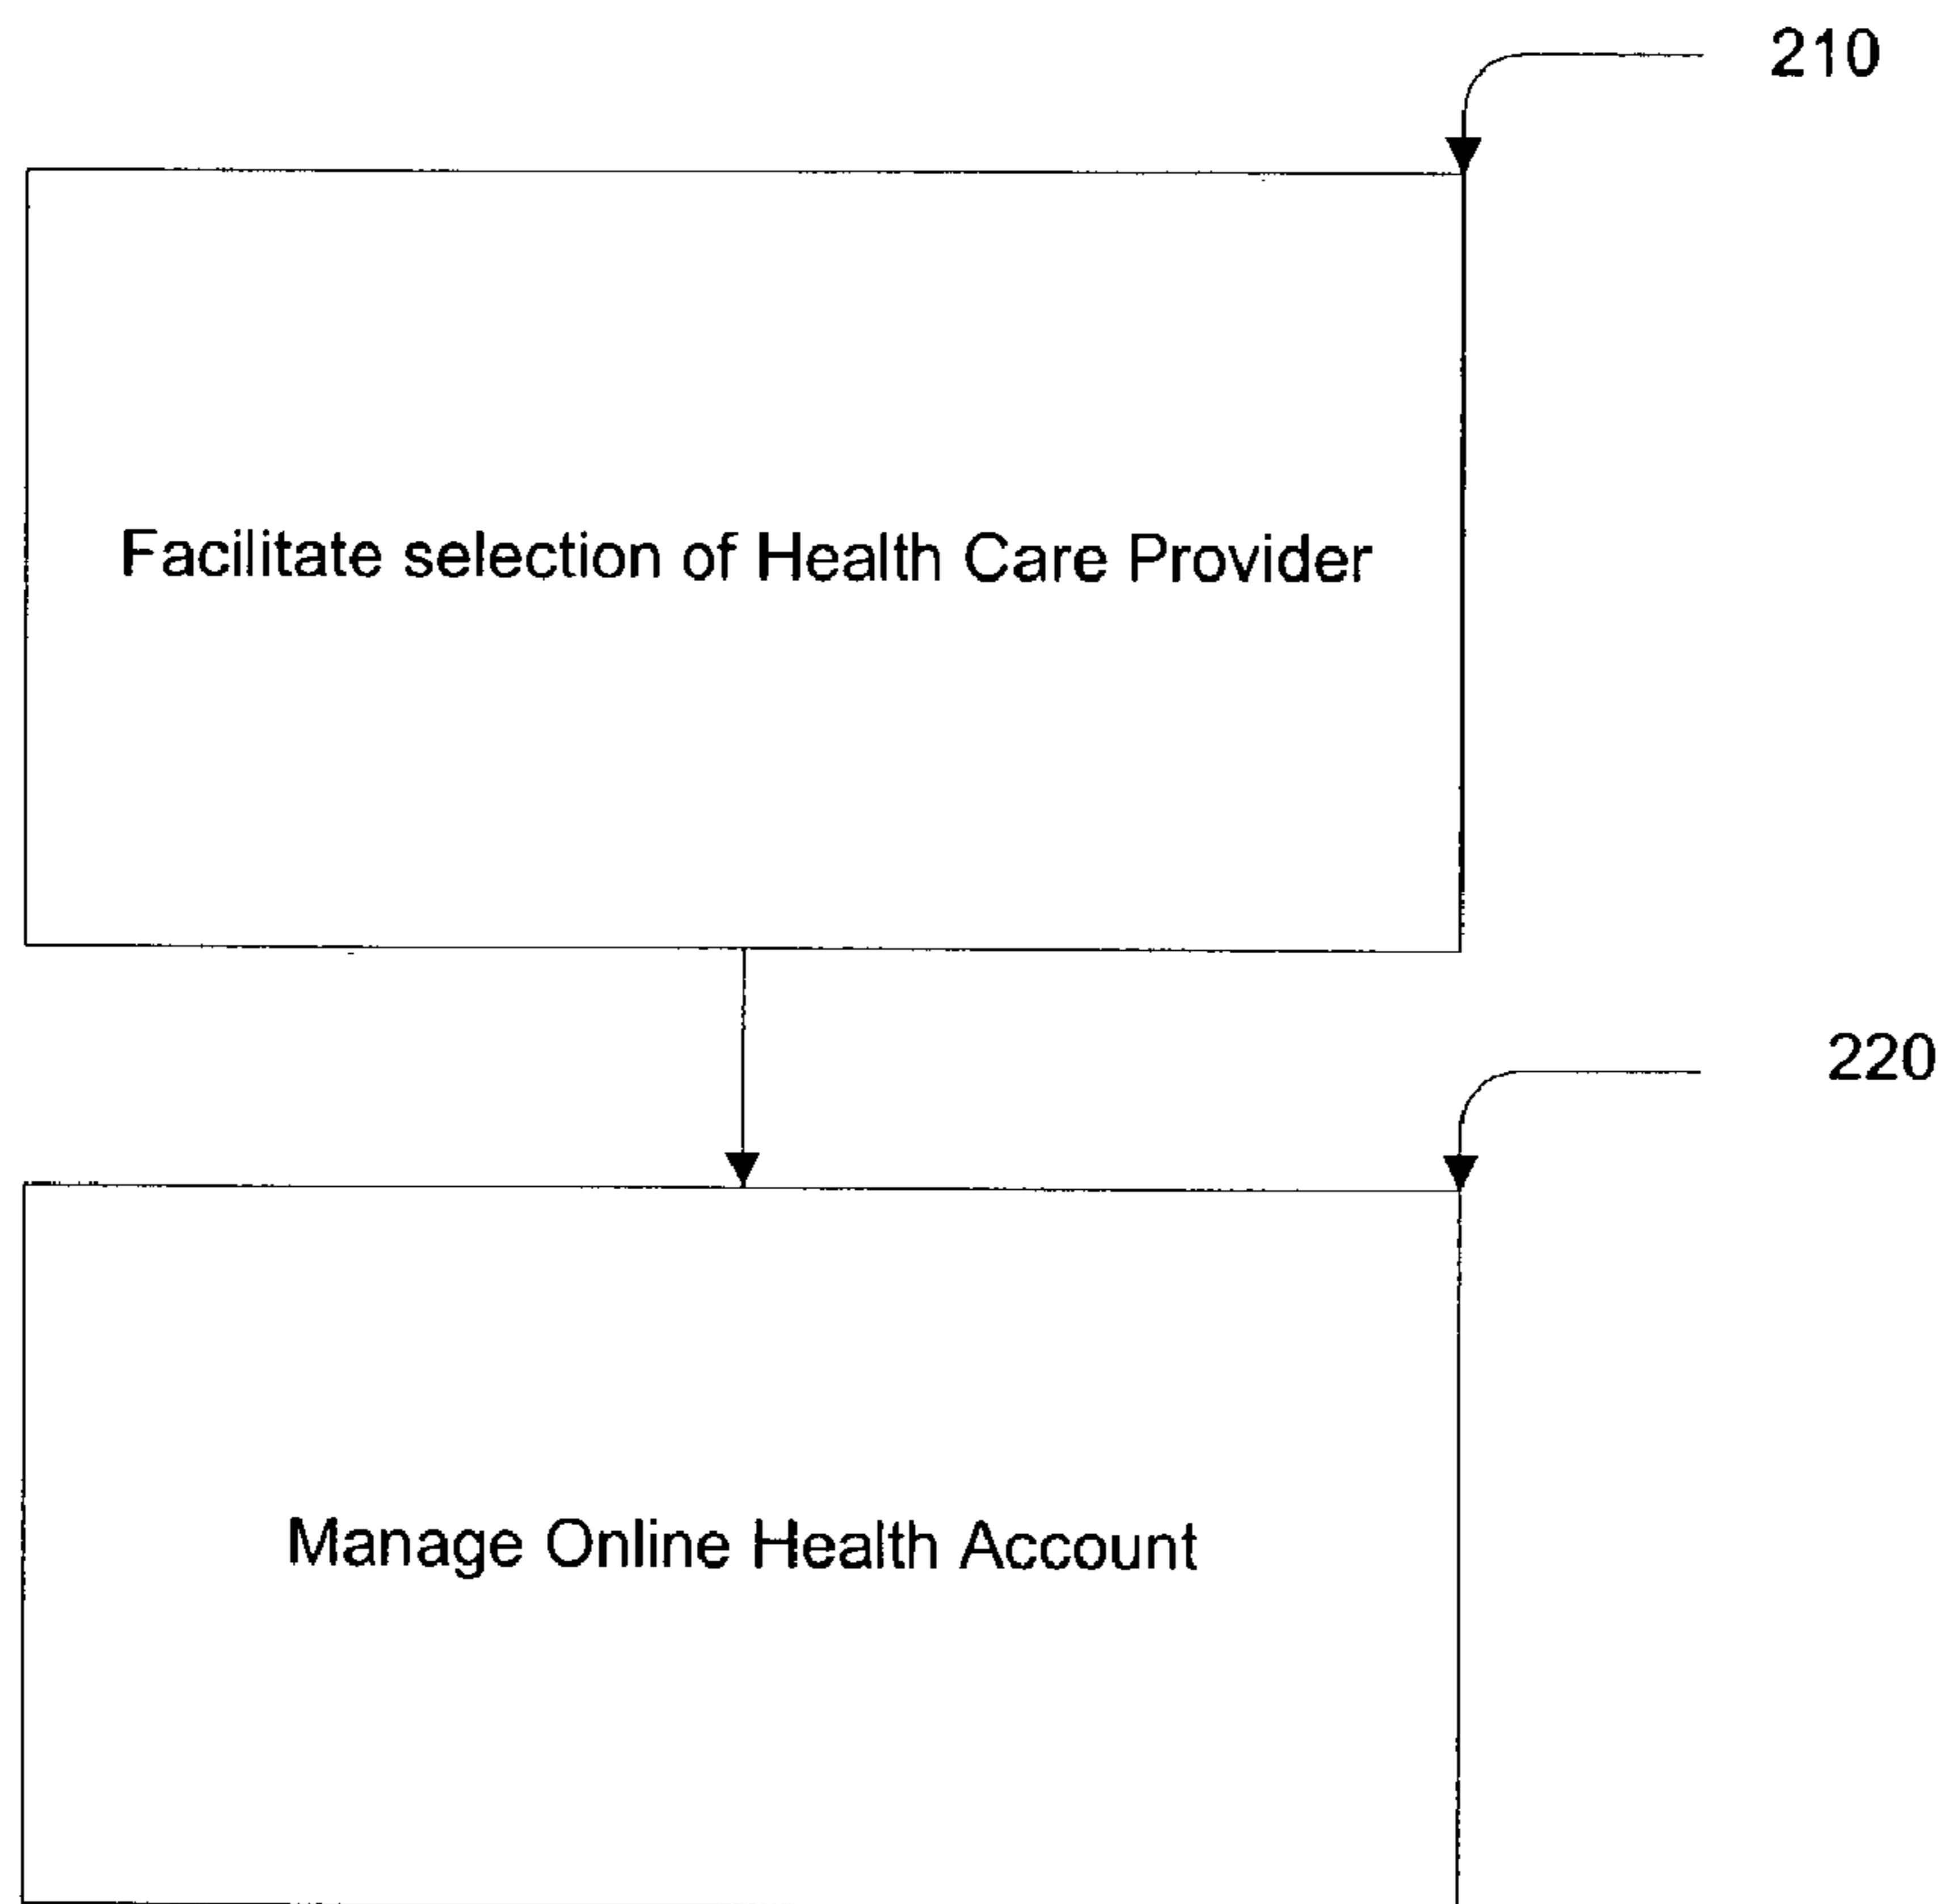 210
Facilitate selection of Health Care Provider
220
Manage Online Health Account